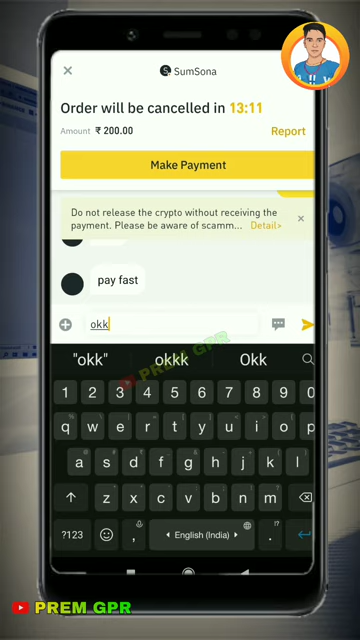 SumSona
Order will be cancelled in 13:11
Amount ₹ 200.00 Report
Make Payment
Do not release the crypto without receiving the
payment. Please be aware of scamm... Detail>
pay fast
okk
"okk" okkk Okk
PREM GPR
1 2 3 4 5 6 7 8 9 0
q w e r t y u i o p
a s d f g h j k l
z x c v b n m
?123 , English (India) .
PREM GPR